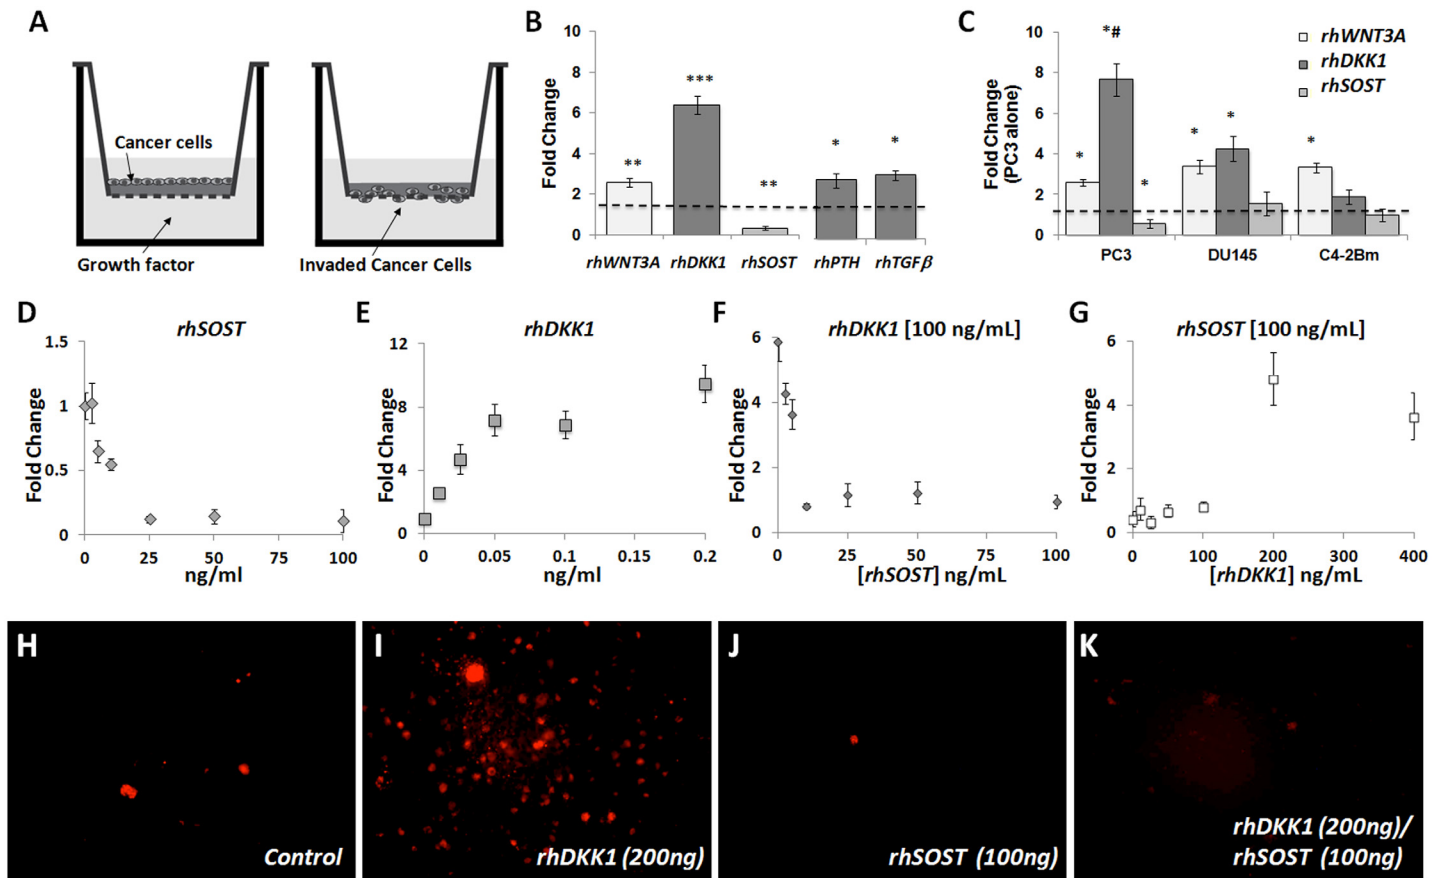 A
Cancer cells
Growth factor
Invaded Cancer Cells
B
Fold Change
10
8
6
4
2
0
**
***
**
*
*
rhWNT3A
rhDKK1
rhSOST
rhPTH
rhTGFβ
C
Fold Change
(PC3 alone)
10
8
6
4
2
0
*
*#
*
*
*
*
rhWNT3A
rhDKK1
rhSOST
PC3
DU145
C4-2Bm
D
rhSOST
Fold Change
1.5
1
0.5
0
0
25
50
75
100
ng/ml
E
rhDKK1
Fold Change
12
8
4
0
0
0.05
0.1
0.15
0.2
ng/ml
F
rhDKK1 [100 ng/mL]
Fold Change
6
4
2
0
0
25
50
75
100
[rhSOST] ng/mL
G
rhSOST [100 ng/mL]
Fold Change
6
4
2
0
0
100
200
300
400
[rhDKK1] ng/mL
H
Control
I
rhDKK1 (200ng)
J
rhSOST (100ng)
K
rhDKK1 (200ng)/
rhSOST (100ng)